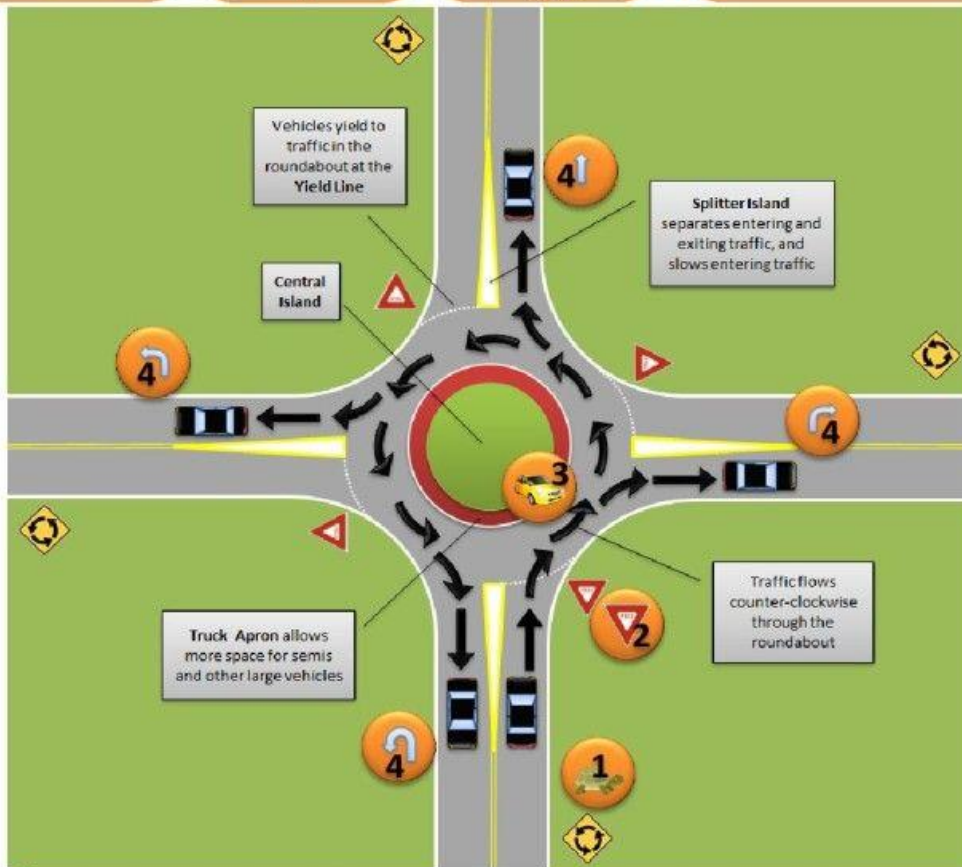 Vehicles yield to
traffic in the
roundabout at the
Yield Line
4
Splitter Island
separates entering and
exiting traffic, and
slows entering traffic
Central
Island
4
4
3
Traffic flows
counter-clockwise
through the
roundabout
2
Truck Apron allows
more space for semis
and other large vehicles
4
1